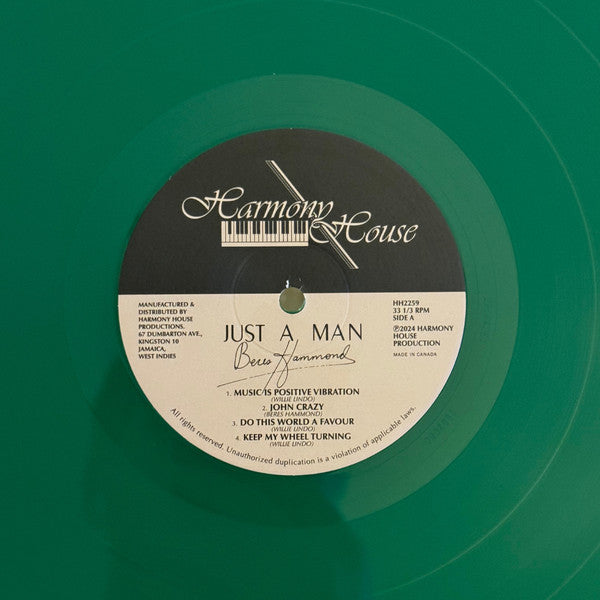 Harmony
House
MANUFACTURED &
DISTRIBUTED BY
HARMONY HOUSE
PRODUCTIONS.
67 DUMBARTON AVE.,
KINGSTON 10
JAMAICA,
WEST INDIES
HH2259
33 1/3 RPM
SIDE A
℗2024 HARMONY
HOUSE
PRODUCTION
MADE IN CANADA
JUST A MAN
Beres Hammond
1. MUSIC IS POSITIVE VIBRATION
(WILLIE LINDO)
2. JOHN CRAZY
(BERES HAMMOND)
3. DO THIS WORLD A FAVOUR
(WILLIE LINDO)
4. KEEP MY WHEEL TURNING
(WILLIE LINDO)
All rights reserved. Unauthorized duplication is a violation of applicable laws.